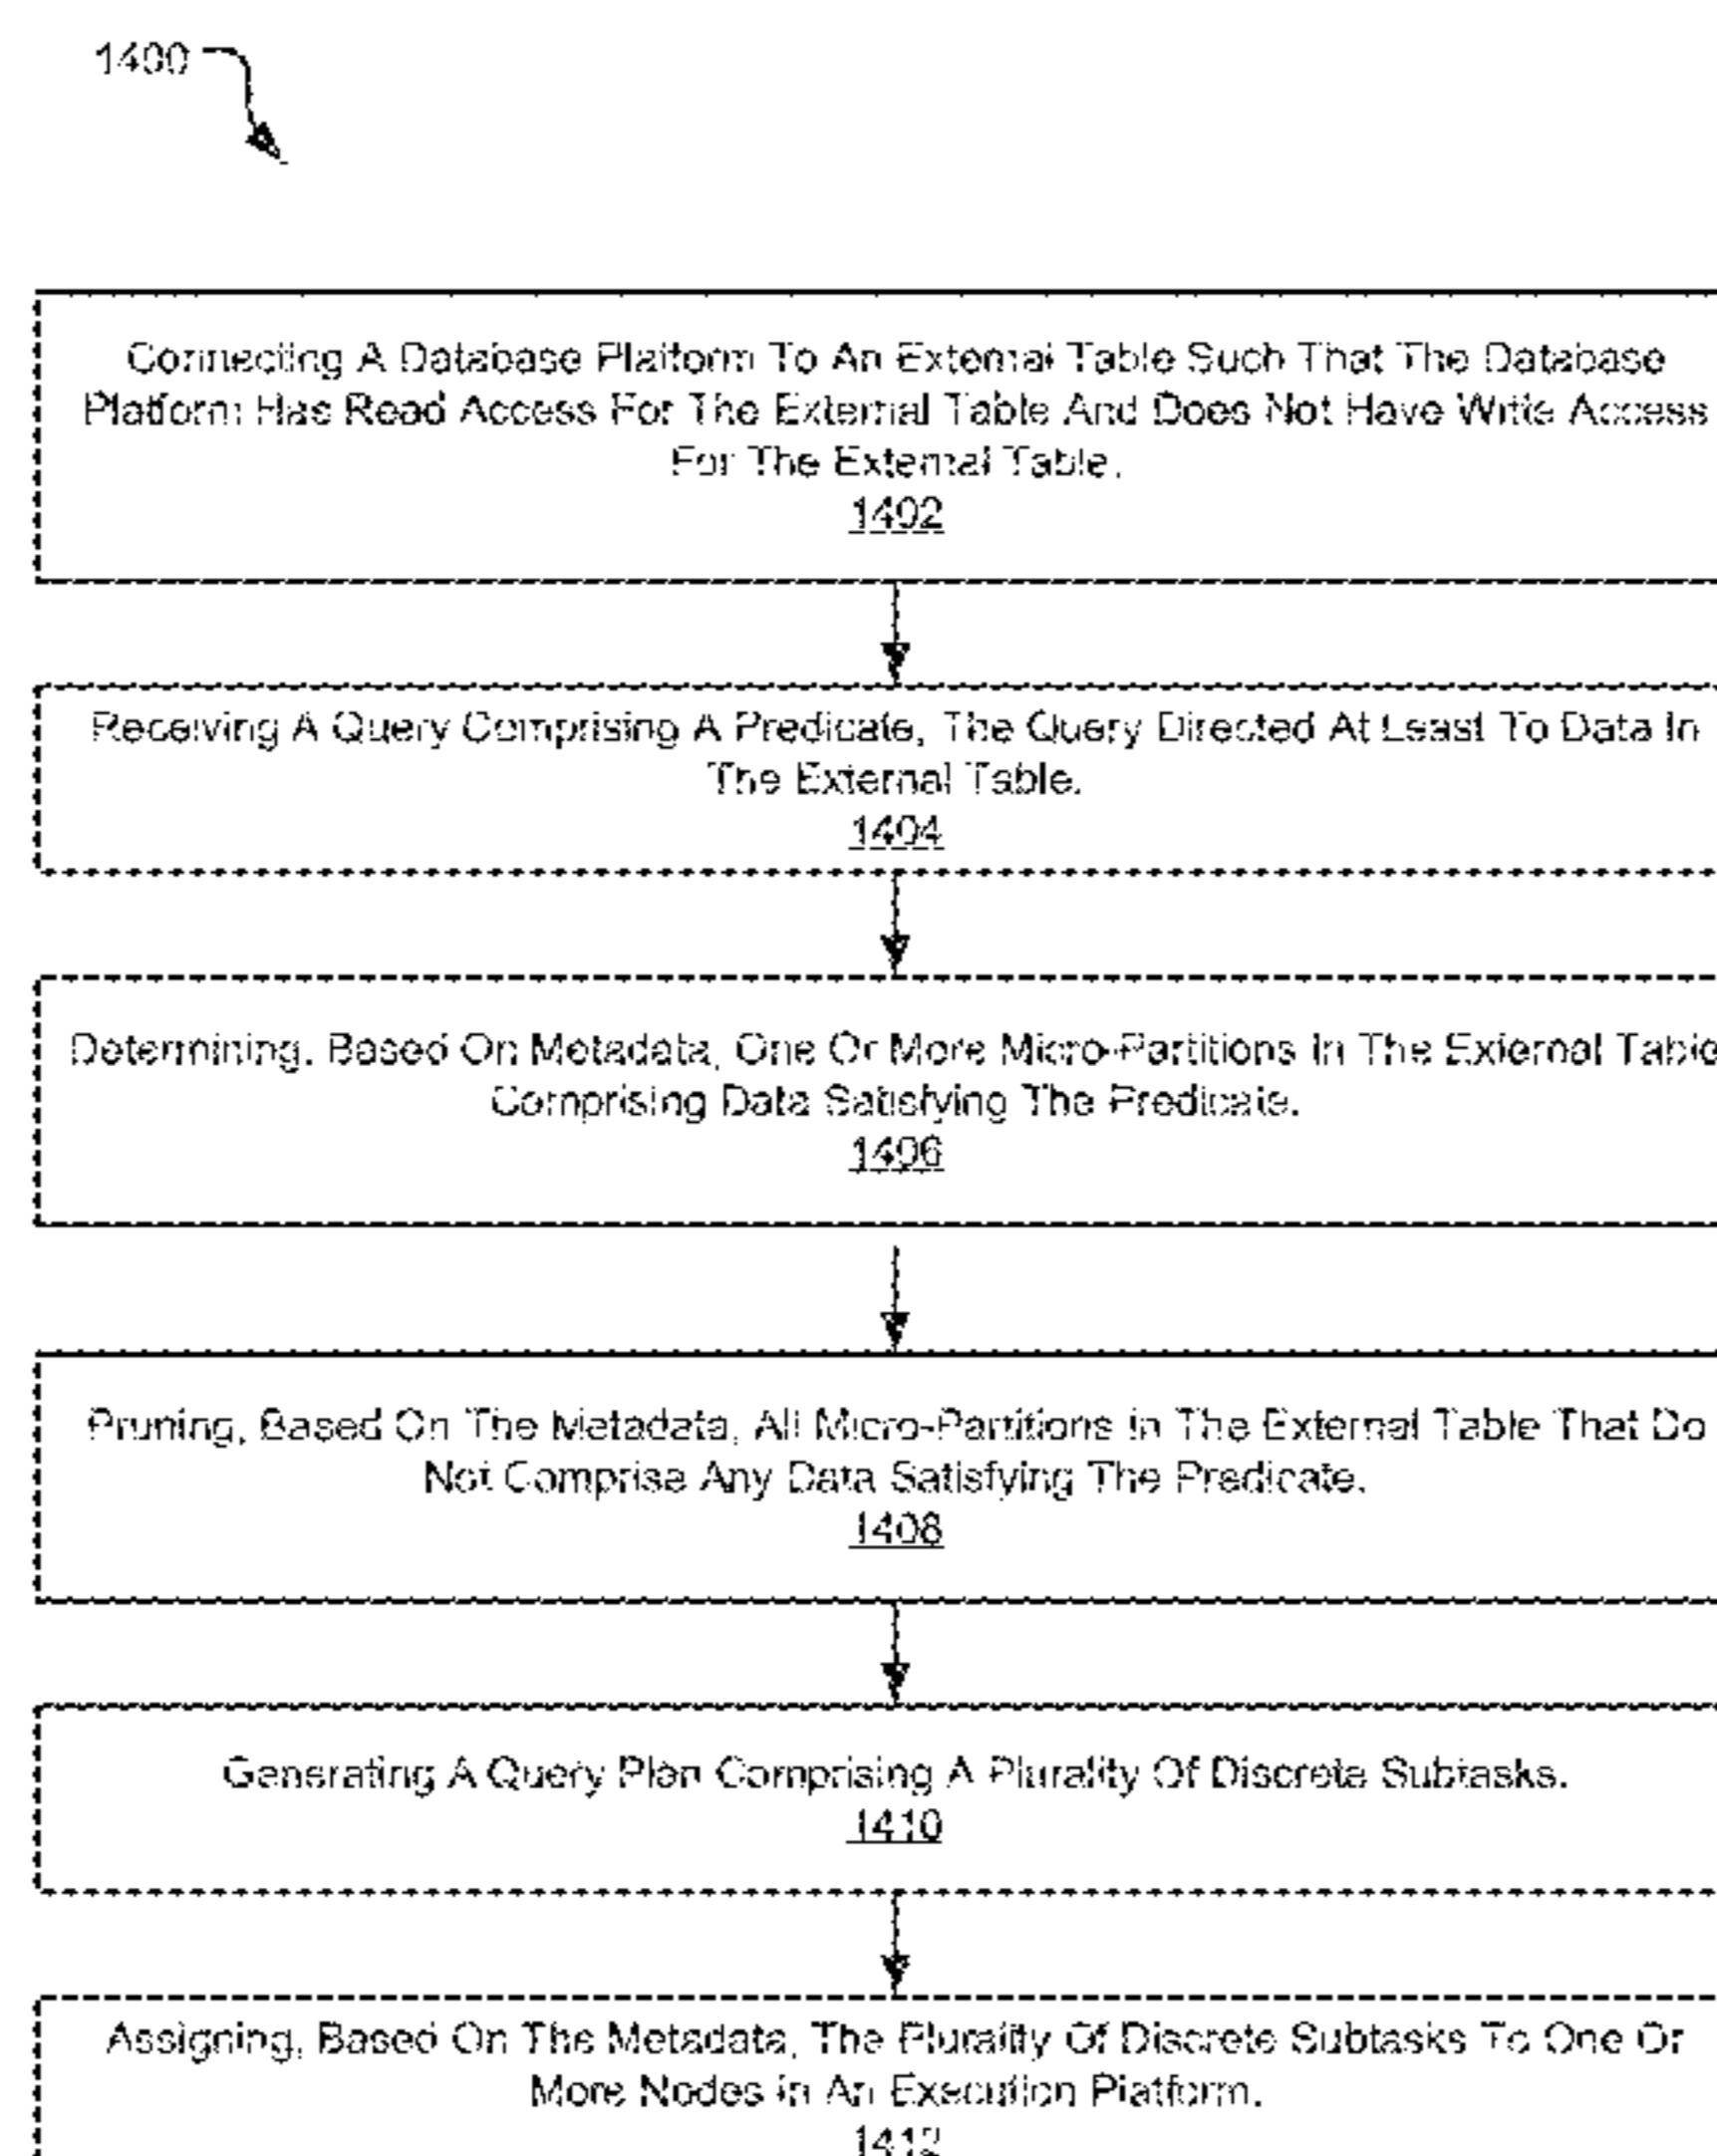 1400
Connecting A Database Platform To An External Table Such That The Database
Platform Has Read Access For The External Table And Does Not Have Write Access
For The External Table.
1402
Receiving A Query Comprising A Predicate, The Query Directed At Least To Data In
The External Table.
1404
Determining, Based On Metadata, One Or More Micro-Partitions In The External Table
Comprising Data Satisfying The Predicate.
1406
Pruning, Based On The Metadata, All Micro-Partitions In The External Table That Do
Not Comprise Any Data Satisfying The Predicate.
1408
Generating A Query Plan Comprising A Plurality Of Discrete Subtasks.
1410
Assigning, Based On The Metadata, The Plurality Of Discrete Subtasks To One Or
More Nodes In An Execution Platform.
1412